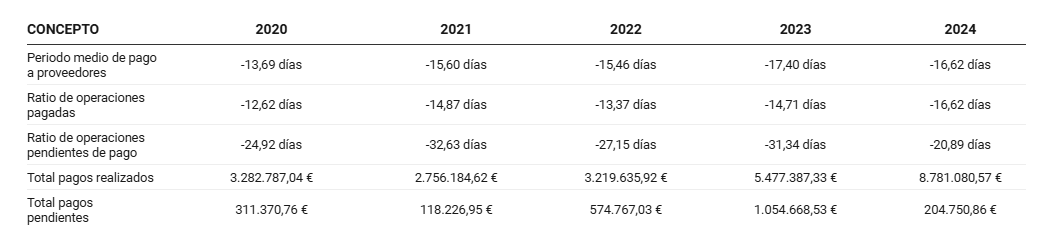 CONCEPTO 2020 2021 2022 2023 2024
Periodo medio de pago
a proveedores -13,69 días -15,60 días -15,46 días -17,40 días -16,62 días
Ratio de operaciones
pagadas -12,62 días -14,87 días -13,37 días -14,71 días -16,62 días
Ratio de operaciones
pendientes de pago -24,92 días -32,63 días -27,15 días -31,34 días -20,89 días
Total pagos realizados 3.282.787,04 € 2.756.184,62 € 3.219.635,92 € 5.477.387,33 € 8.781.080,57 €
Total pagos
pendientes 311.370,76 € 118.226,95 € 574.767,03 € 1.054.668,53 € 204.750,86 €